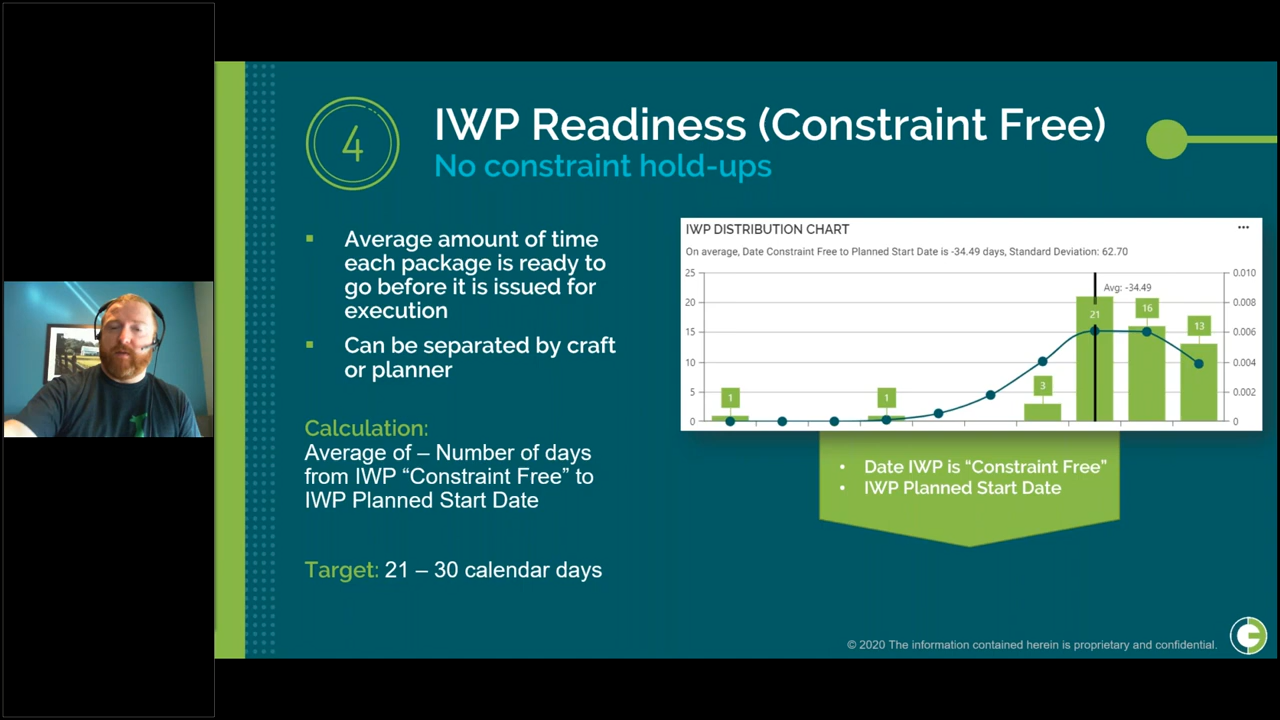 4
IWP Readiness (Constraint Free)
No constraint hold-ups
▪ Average amount of time
each package is ready to
go before it is issued for
execution
▪ Can be separated by craft
or planner
Calculation:
Average of – Number of days
from IWP “Constraint Free” to
IWP Planned Start Date
Target: 21 – 30 calendar days
IWP DISTRIBUTION CHART
...
On average, Date Constraint Free to Planned Start Date is -34.49 days, Standard Deviation: 62.70
25
20
15
10
5
0
1
1
3
21
16
13
Avg: -34.49
0.010
0.008
0.006
0.004
0.002
0
• Date IWP is “Constraint Free”
• IWP Planned Start Date
© 2020 The information contained herein is proprietary and confidential.